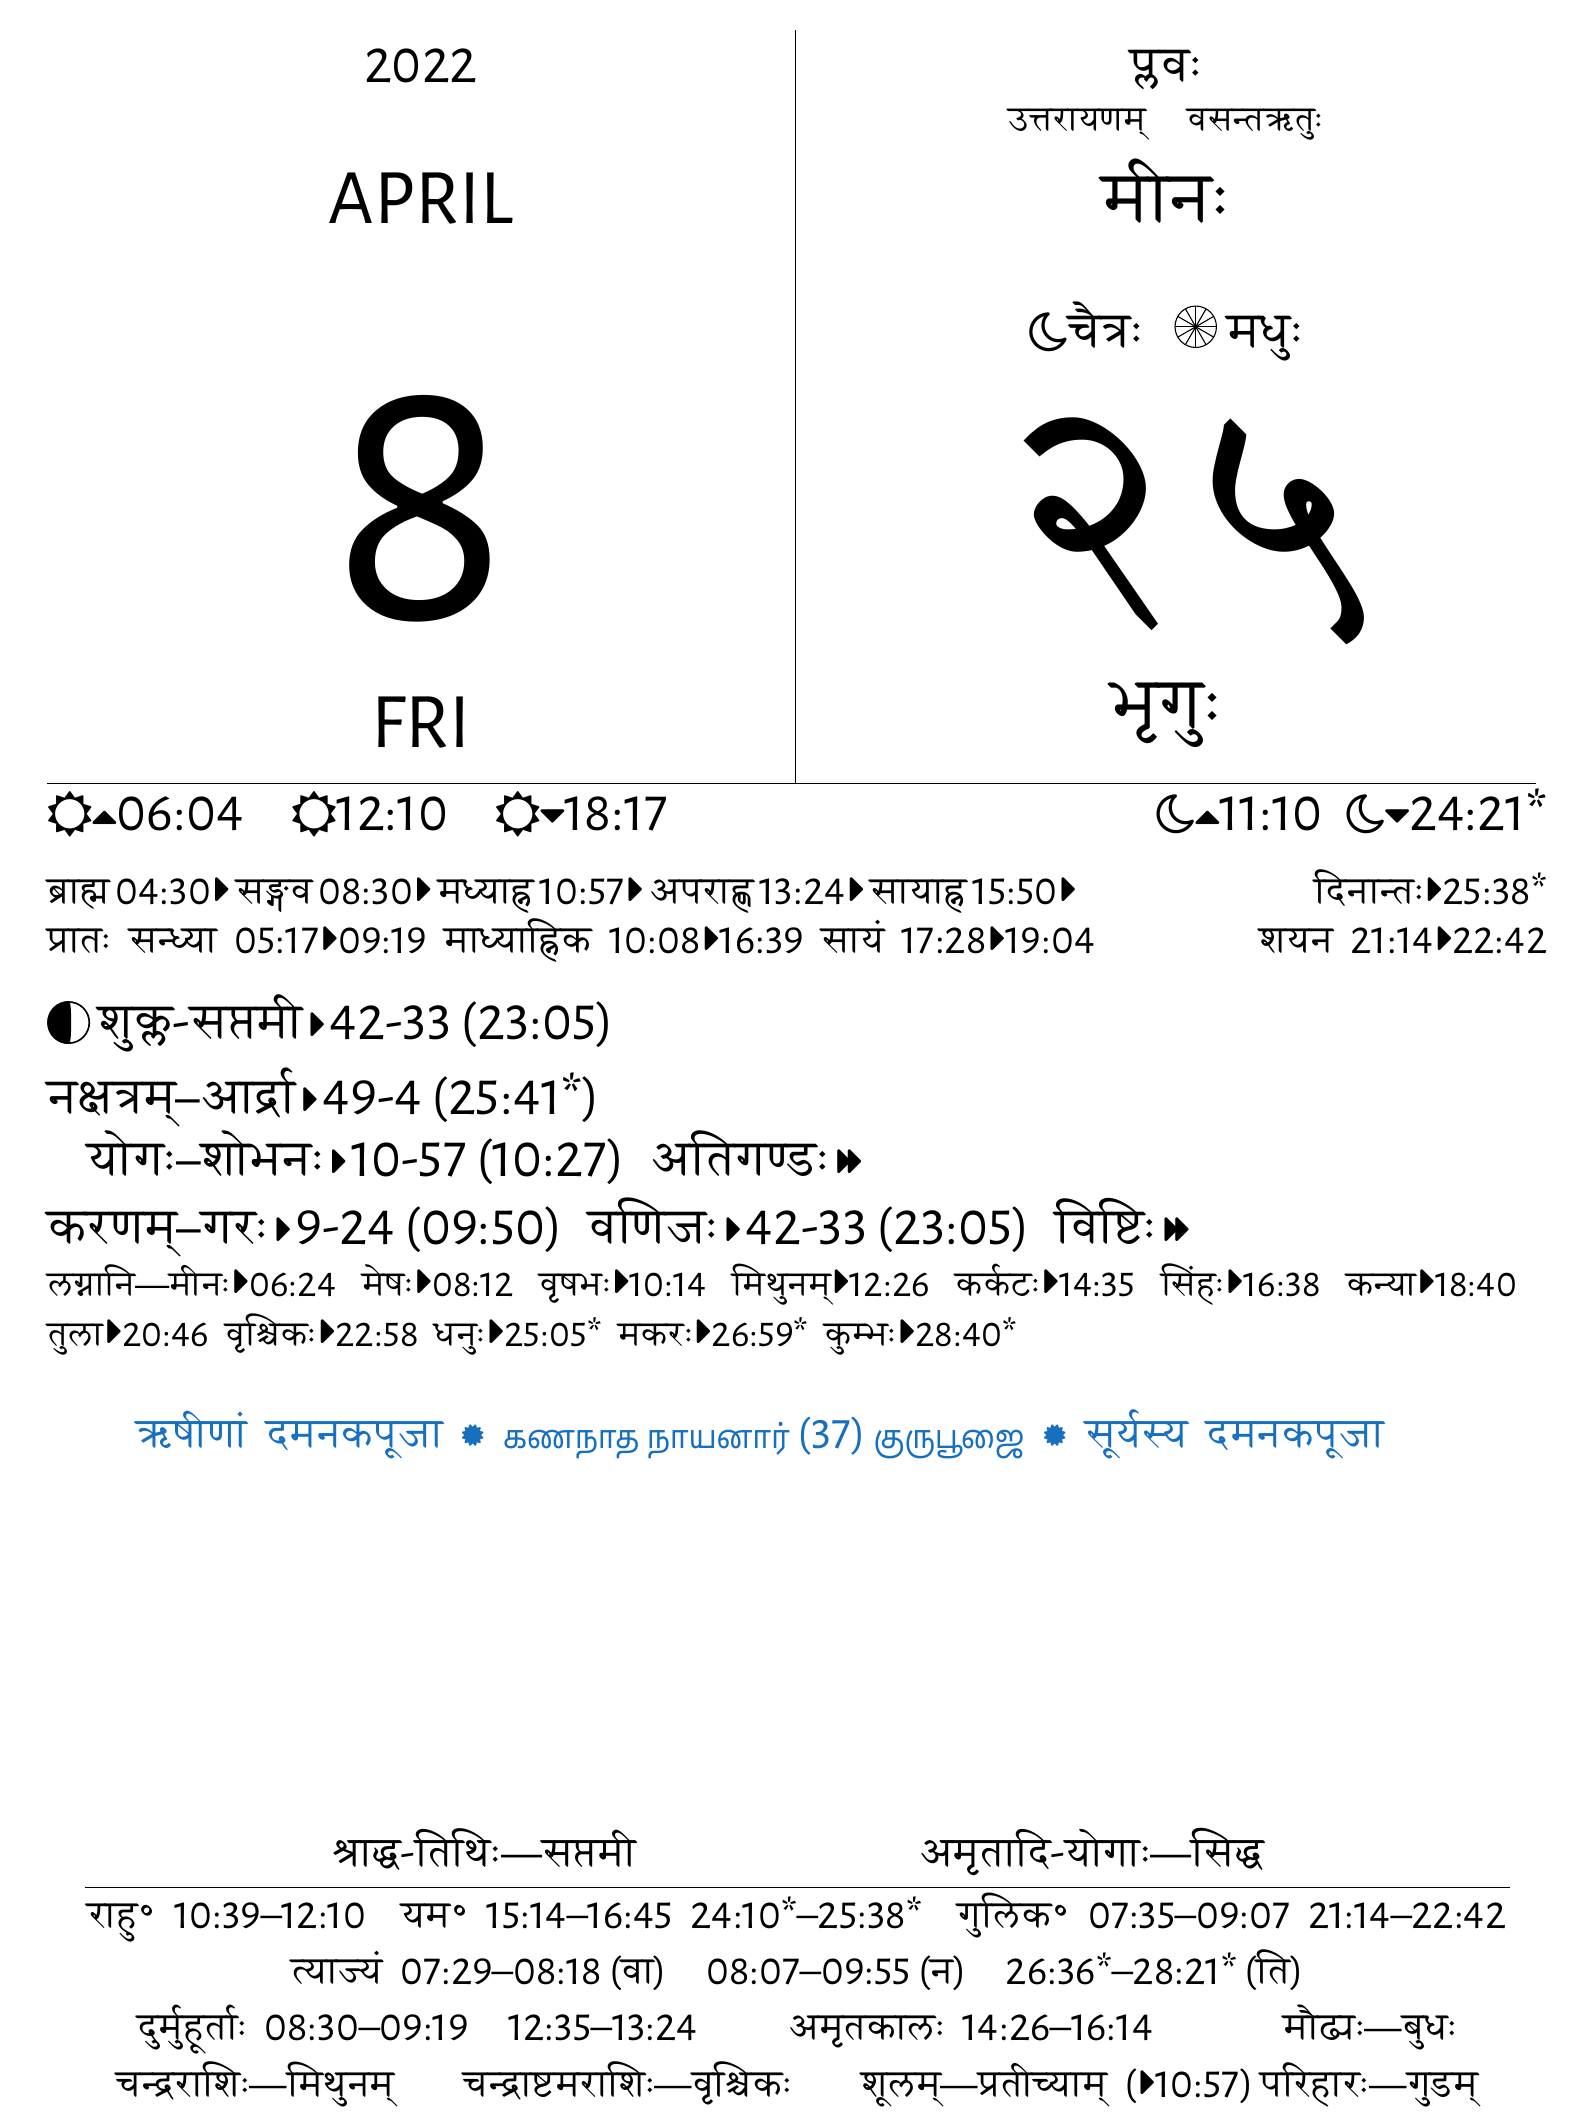 2022
APRIL
8
FRI
प्लवः
उत्तरायणम् वसन्तऋतुः
मीनः
चैत्रः मधुः
२५
भृगुः
06:04 12:10 18:17 11:10 24:21*
ब्राह्म 04:30 सङ्गव 08:30 मध्याह्न 10:57 अपराह्ण 13:24 सायाह्न 15:50 दिनान्तः 25:38*
प्रातः सन्ध्या 05:17 09:19 माध्याह्निक 10:08 16:39 सायं 17:28 19:04 शयन 21:14 22:42
शुक्ल-सप्तमी 42-33 (23:05)
नक्षत्रम्–आर्द्रा 49-4 (25:41*)
योगः–शोभनः 10-57 (10:27) अतिगण्डः
करणम्–गरः 9-24 (09:50) वणिजः 42-33 (23:05) विष्टिः
लग्नानि—मीनः 06:24 मेषः 08:12 वृषभः 10:14 मिथुनम् 12:26 कर्कटः 14:35 सिंहः 16:38 कन्या 18:40
तुला 20:46 वृश्चिकः 22:58 धनुः 25:05* मकरः 26:59* कुम्भः 28:40*
ऋषीणां दमनकपूजा ✹ கணநாத நாயனார் (37) குருபூஜை ✹ सूर्यस्य दमनकपूजा
श्राद्ध-तिथिः—सप्तमी अमृतादि-योगाः—सिद्ध
राहु॰ 10:39–12:10 यम॰ 15:14–16:45 24:10*–25:38* गुलिक॰ 07:35–09:07 21:14–22:42
त्याज्यं 07:29–08:18 (वा) 08:07–09:55 (न) 26:36*–28:21* (ति)
दुर्मुहूर्ताः 08:30–09:19 12:35–13:24 अमृतकालः 14:26–16:14 मौढ्यः—बुधः
चन्द्रराशिः—मिथुनम् चन्द्राष्टमराशिः—वृश्चिकः शूलम्—प्रतीच्याम् (10:57) परिहारः—गुडम्